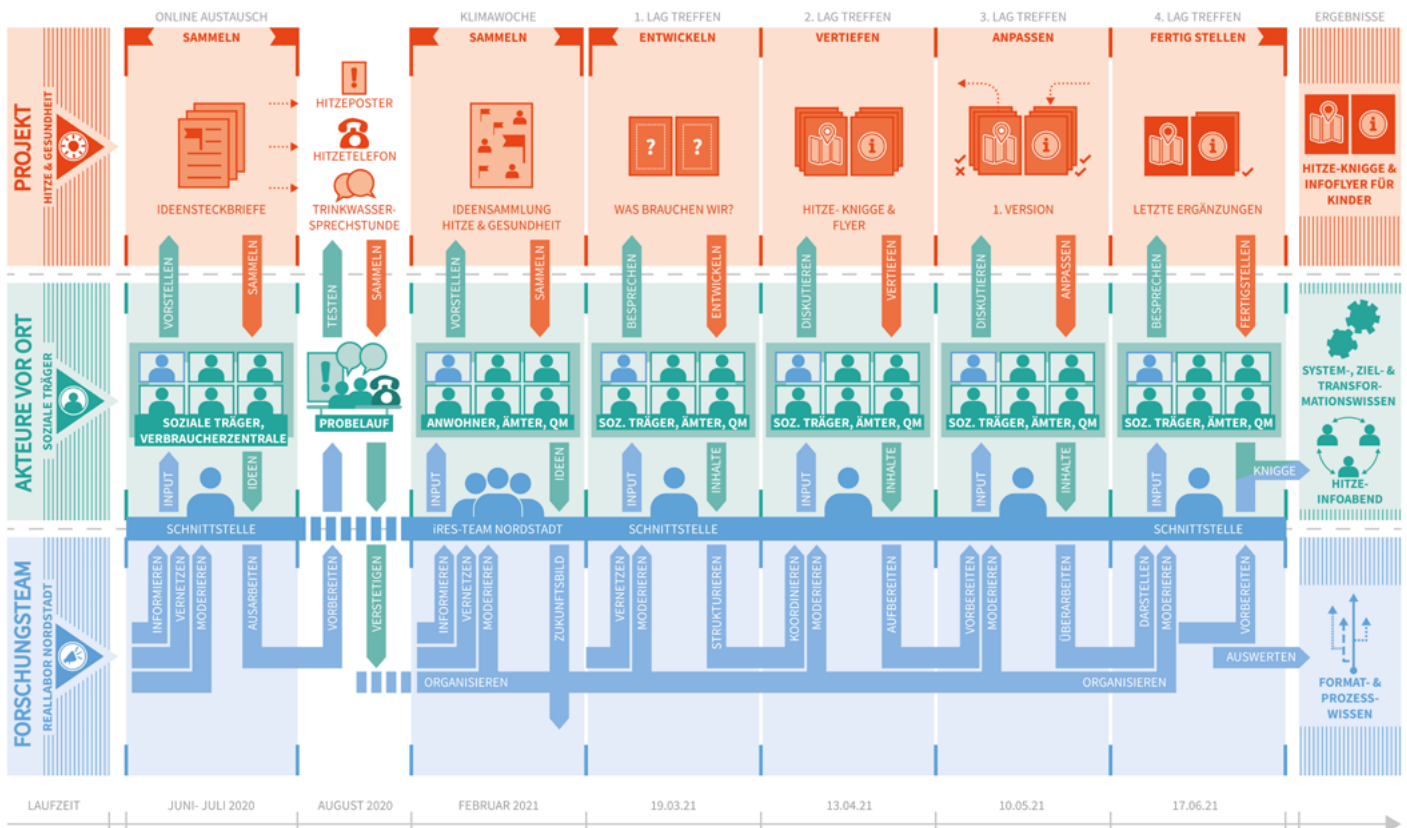 ONLINE AUSTAUSCH
KLIMAWOCHE
1. LAG TREFFEN
2. LAG TREFFEN
3. LAG TREFFEN
4. LAG TREFFEN
ERGEBNISSE
SAMMELN
SAMMELN
ENTWICKELN
VERTIEFEN
ANPASSEN
FERTIG STELLEN
PROJEKT
HITZE & GESUNDHEIT
IDEENSTECKBRIEFE
!
HITZEPOSTER
HITZETELEFON
TRINKWASSER-
SPRECHSTUNDE
IDEENSAMMLUNG
HITZE & GESUNDHEIT
? ?
WAS BRAUCHEN WIR?
i
HITZE- KNIGGE &
FLYER
i
1. VERSION
i
LETZTE ERGÄNZUNGEN
i
HITZE-KNIGGE &
INFOFLYER FÜR
KINDER
VORSTELLEN
SAMMELN
TESTEN
SAMMELN
VORSTELLEN
SAMMELN
BESPRECHEN
ENTWICKELN
DISKUTIEREN
VERTIEFEN
DISKUTIEREN
ANPASSEN
BESPRECHEN
FERTIGSTELLEN
AKTEURE VOR ORT
SOZIALE TRÄGER
SOZIALE TRÄGER,
VERBRAUCHERZENTRALE
!
PROBELAUF
ANWOHNER, ÄMTER, QM
SOZ. TRÄGER, ÄMTER, QM
SOZ. TRÄGER, ÄMTER, QM
SOZ. TRÄGER, ÄMTER, QM
SOZ. TRÄGER, ÄMTER, QM
SYSTEM-, ZIEL- &
TRANSFOR-
MATIONSWISSEN
INPUT
IDEEN
INPUT
IDEEN
INPUT
INHALTE
INPUT
INHALTE
INPUT
INHALTE
INPUT
KNIGGE
HITZE-
INFOABEND
SCHNITTSTELLE
iRES-TEAM NORDSTADT
SCHNITTSTELLE
SCHNITTSTELLE
FORSCHUNGSTEAM
REALLABOR NORDSTADT
INFORMIEREN
VERNETZEN
MODERIEREN
AUSARBEITEN
VORBEREITEN
VERSTETIGEN
INFORMIEREN
VERNETZEN
MODERIEREN
ZUKUNFTSBILD
VERNETZEN
MODERIEREN
STRUKTURIEREN
KOORDINIEREN
MODERIEREN
AUFBEREITEN
VORBEREITEN
MODERIEREN
ÜBERARBEITEN
DARSTELLEN
MODERIEREN
VORBEREITEN
AUSWERTEN
ORGANISIEREN
ORGANISIEREN
FORMAT- &
PROZESS-
WISSEN
LAUFZEIT
JUNI- JULI 2020
AUGUST 2020
FEBRUAR 2021
19.03.21
13.04.21
10.05.21
17.06.21